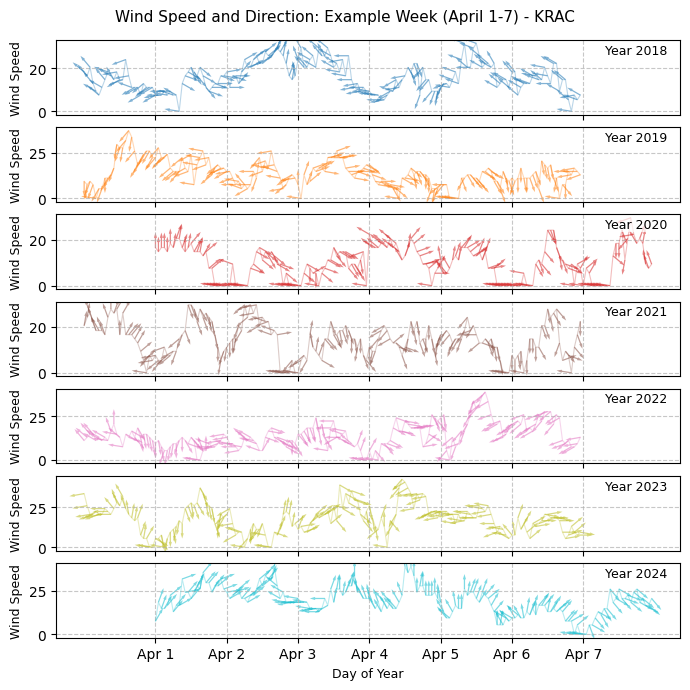 Wind Speed and Direction: Example Week (April 1-7) - KRAC
Wind Speed
20
0
Year 2018
Wind Speed
25
0
Year 2019
Wind Speed
20
0
Year 2020
Wind Speed
20
0
Year 2021
Wind Speed
25
0
Year 2022
Wind Speed
25
0
Year 2023
Wind Speed
25
0
Year 2024
Apr 1 Apr 2 Apr 3 Apr 4 Apr 5 Apr 6 Apr 7
Day of Year